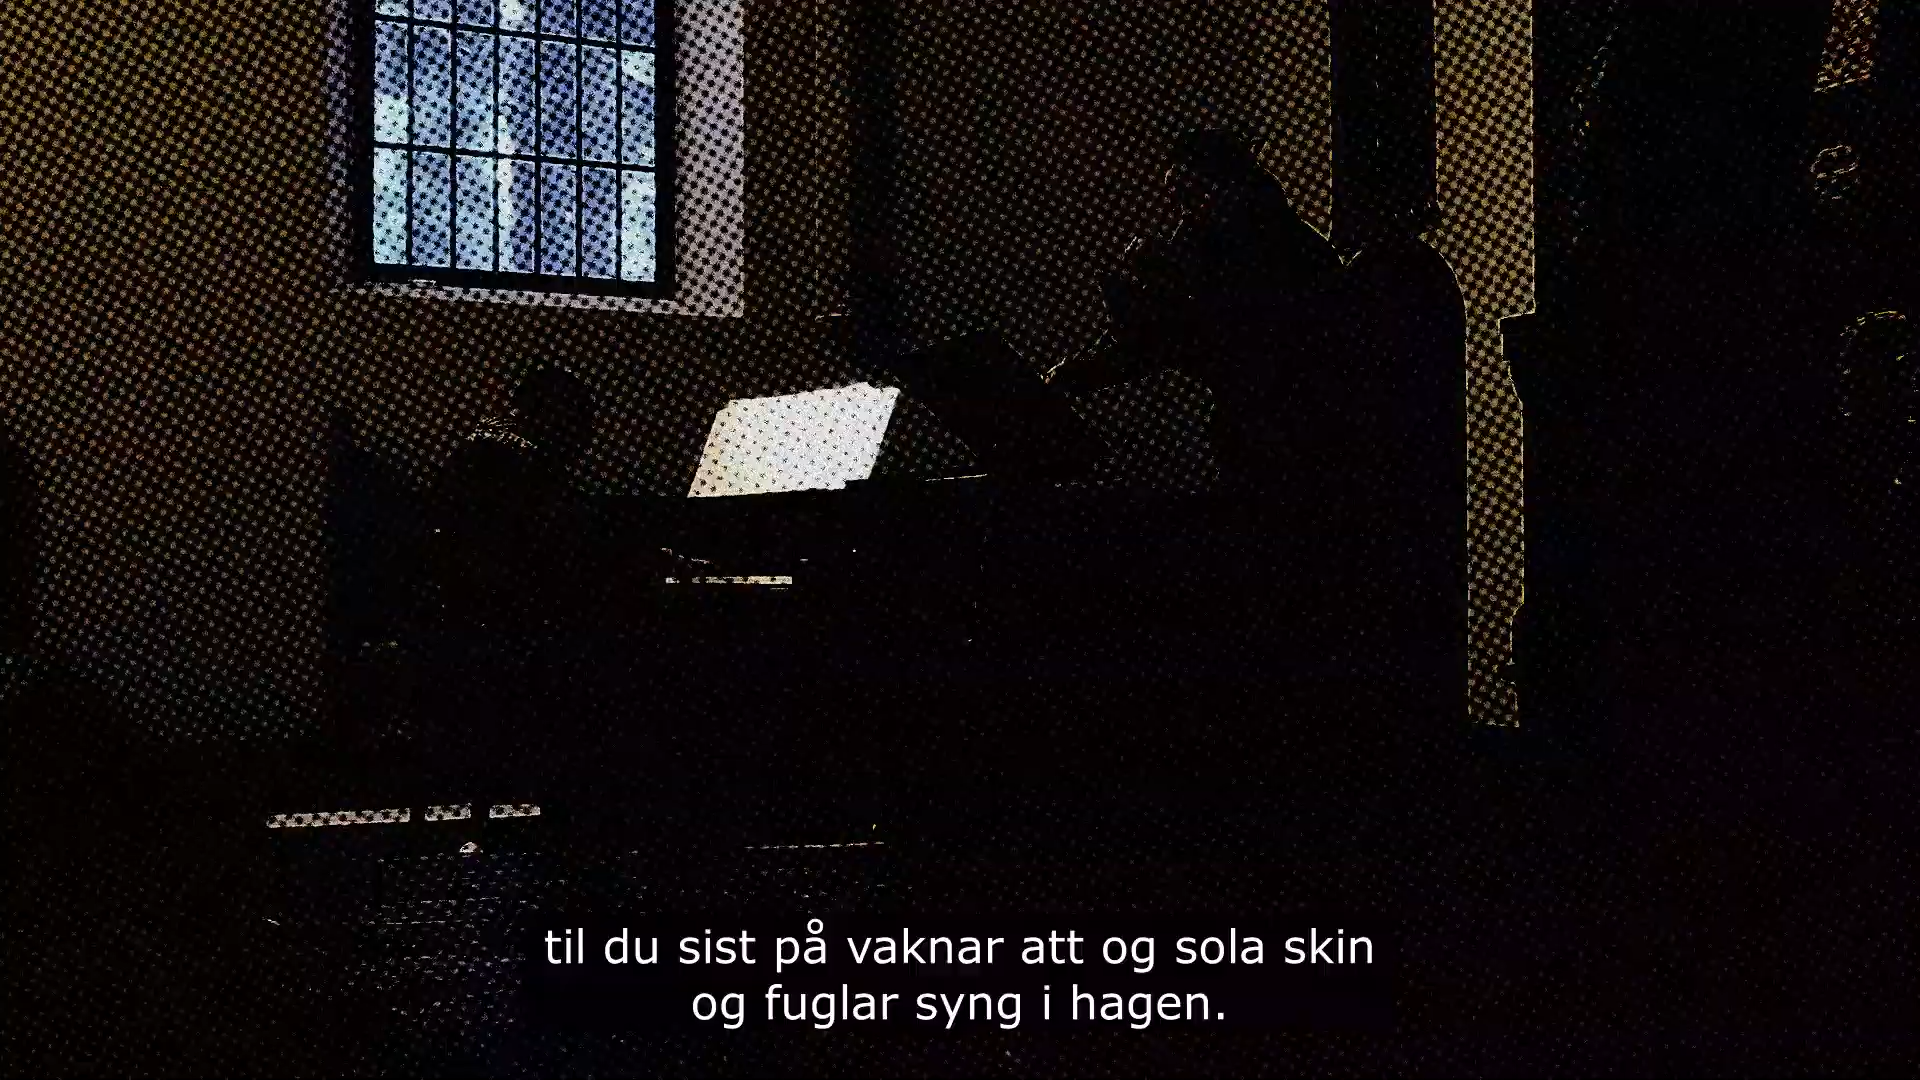 til du sist på vaknar att og sola skin
og fuglar syng i hagen.